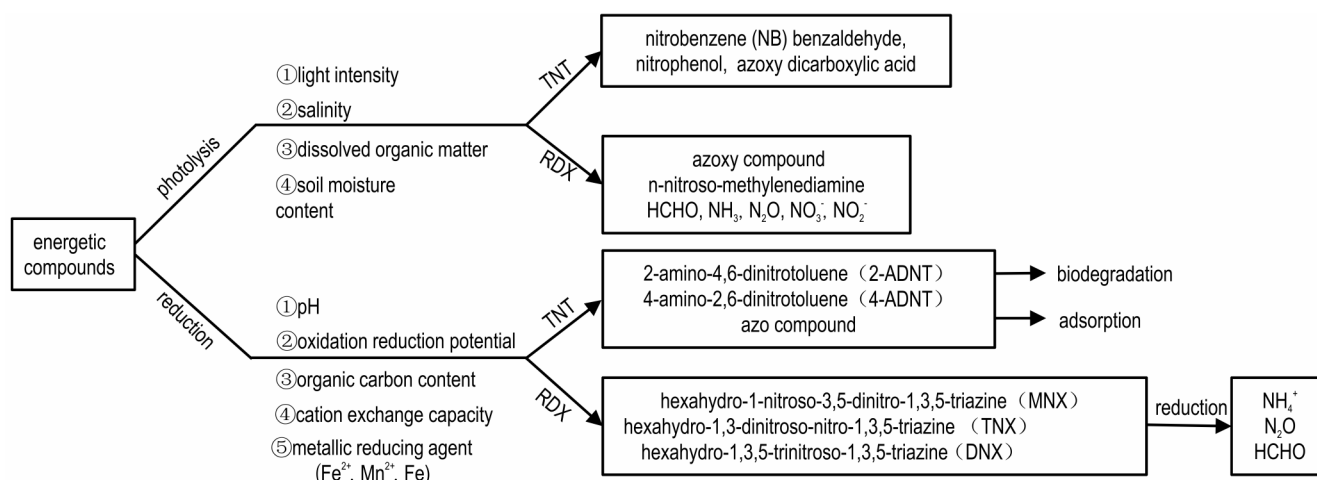 energetic
compounds
photolysis
①light intensity
②salinity
③dissolved organic matter
④soil moisture
content
TNT
nitrobenzene (NB) benzaldehyde,
nitrophenol, azoxy dicarboxylic acid
RDX
azoxy compound
n-nitroso-methylenediamine
HCHO, NH₃, N₂O, NO₃⁻, NO₂⁻
reduction
①pH
②oxidation reduction potential
③organic carbon content
④cation exchange capacity
⑤metallic reducing agent
(Fe²⁺, Mn²⁺, Fe)
TNT
2-amino-4,6-dinitrotoluene（2-ADNT）
4-amino-2,6-dinitrotoluene（4-ADNT）
azo compound
biodegradation
adsorption
RDX
hexahydro-1-nitroso-3,5-dinitro-1,3,5-triazine（MNX）
hexahydro-1,3-dinitroso-nitro-1,3,5-triazine （TNX）
hexahydro-1,3,5-trinitroso-1,3,5-triazine（DNX）
reduction
NH₄⁺
N₂O
HCHO